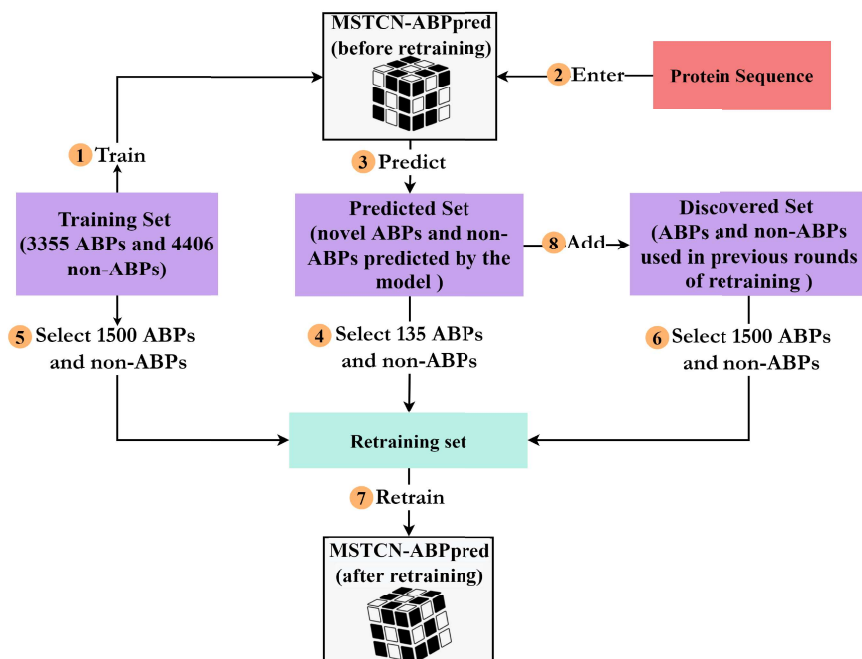 MSTCN-ABPpred
(before retraining)
2 Enter
Protein Sequence
1 Train
3 Predict
Training Set
(3355 ABPs and 4406
non-ABPs)
Predicted Set
(novel ABPs and non-
ABPs predicted by the
model )
8 Add
Discovered Set
(ABPs and non-ABPs
used in previous rounds
of retraining )
5 Select 1500 ABPs
and non-ABPs
4 Select 135 ABPs
and non-ABPs
6 Select 1500 ABPs
and non-ABPs
Retraining set
7 Retrain
MSTCN-ABPpred
(after retraining)